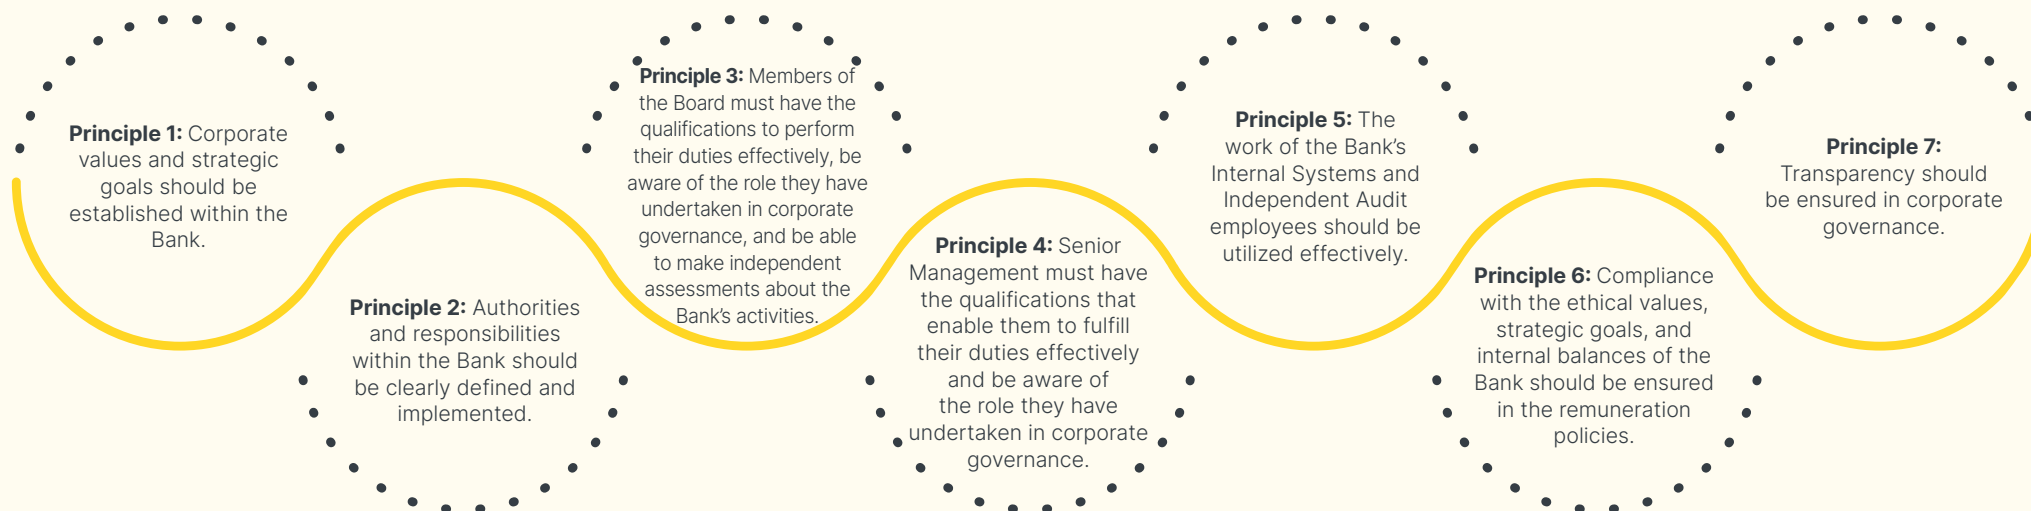 Principle 1: Corporate
values and strategic
goals should be
established within the
Bank.
Principle 2: Authorities
and responsibilities
within the Bank should
be clearly defined and
implemented.
Principle 3: Members of
the Board must have the
qualifications to perform
their duties effectively, be
aware of the role they have
undertaken in corporate
governance, and be able
to make independent
assessments about the
Bank’s activities.
Principle 4: Senior
Management must have
the qualifications that
enable them to fulfill
their duties effectively
and be aware of
the role they have
undertaken in corporate
governance.
Principle 5: The
work of the Bank’s
Internal Systems and
Independent Audit
employees should be
utilized effectively.
Principle 6: Compliance
with the ethical values,
strategic goals, and
internal balances of the
Bank should be ensured
in the remuneration
policies.
Principle 7:
Transparency should
be ensured in corporate
governance.